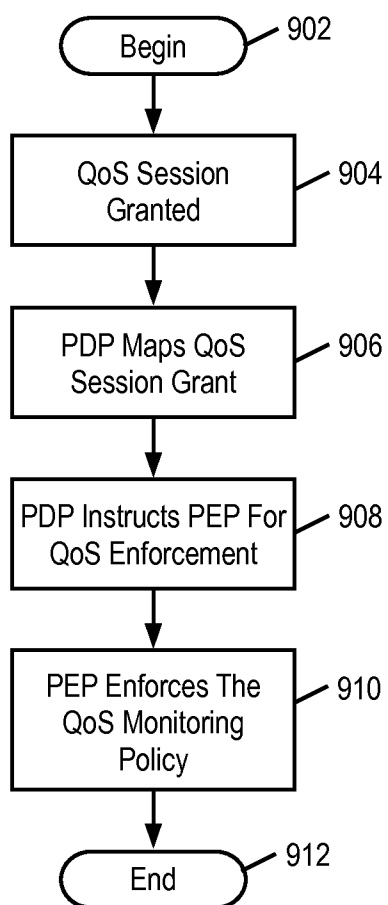 Begin
902
QoS Session
Granted
904
PDP Maps QoS
Session Grant
906
PDP Instructs PEP For
QoS Enforcement
908
PEP Enforces The
QoS Monitoring
Policy
910
End
912